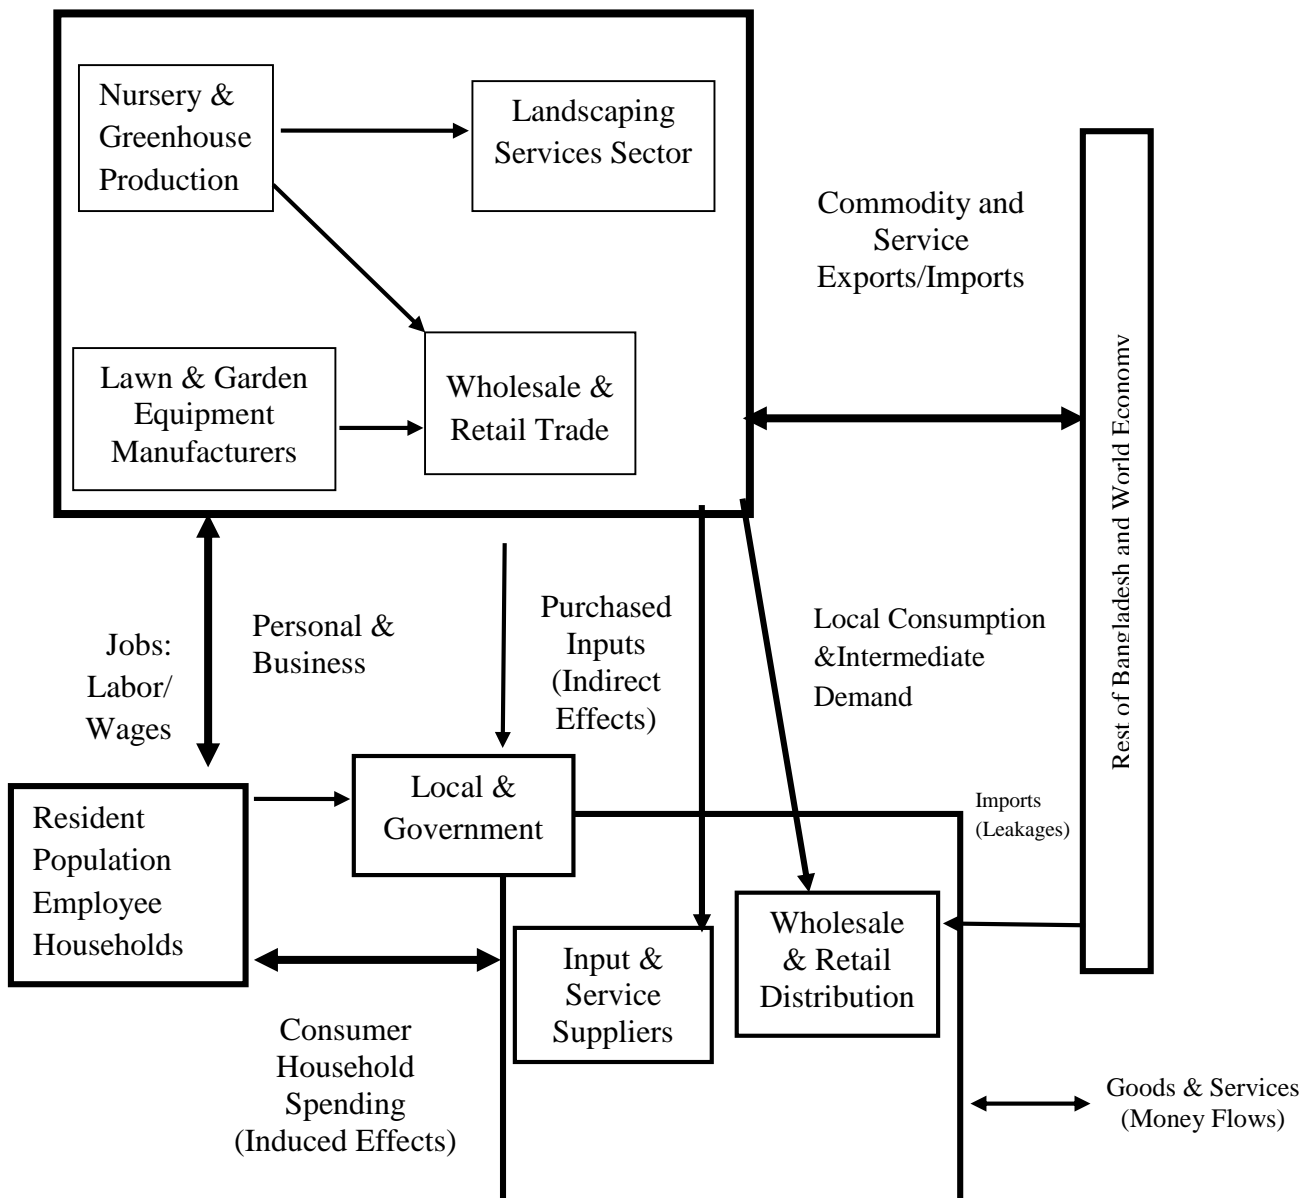 Nursery &
Greenhouse
Production
Landscaping
Services Sector
Lawn & Garden
Equipment
Manufacturers
Wholesale &
Retail Trade
Commodity and
Service
Exports/Imports
Rest of Bangladesh and World Economy
Jobs:
Labor/
Wages
Personal &
Business
Purchased
Inputs
(Indirect
Effects)
Local Consumption
&Intermediate
Demand
Resident
Population
Employee
Households
Local &
Government
Imports
(Leakages)
Input &
Service
Suppliers
Wholesale
& Retail
Distribution
Consumer
Household
Spending
(Induced Effects)
Goods & Services
(Money Flows)